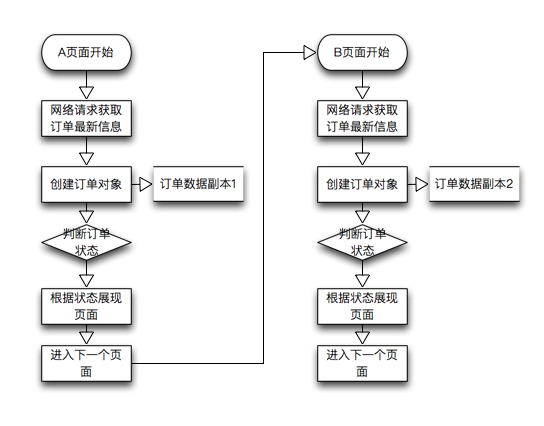 A页面开始
网络请求获取
订单最新信息
创建订单对象
订单数据副本1
判断订单
状态
根据状态展现
页面
进入下一个页
面
B页面开始
网络请求获取
订单最新信息
创建订单对象
订单数据副本2
判断订单
状态
根据状态展现
页面
进入下一个页
面